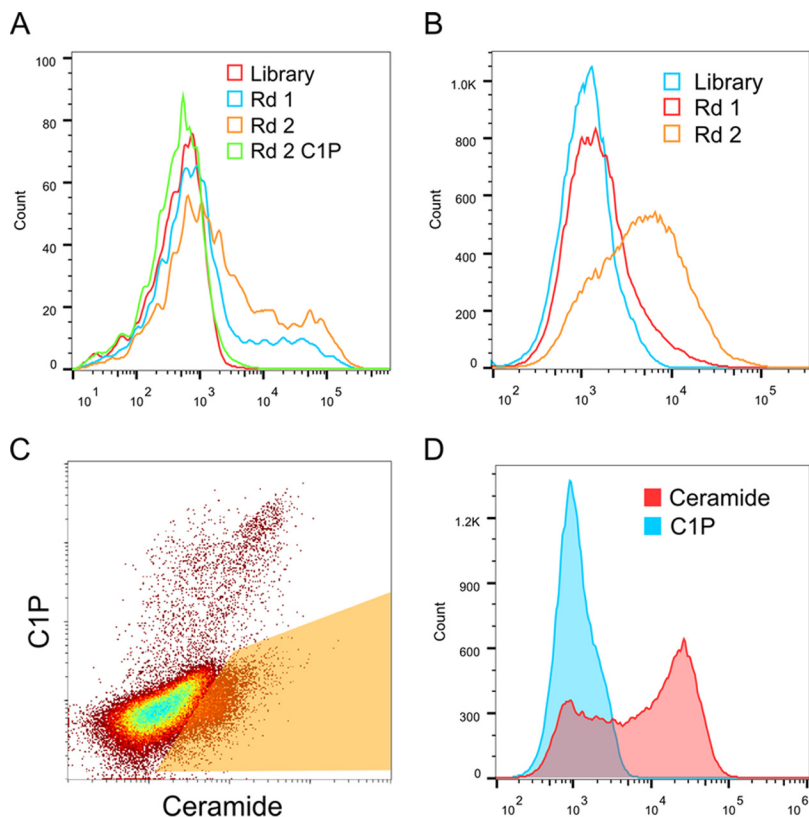 A
Library
Rd 1
Rd 2
Rd 2 C1P
Count
100
80
60
40
20
0
10^1
10^2
10^3
10^4
10^5
B
Library
Rd 1
Rd 2
Count
1.0K
800
600
400
200
0
10^2
10^3
10^4
10^5
C
C1P
Ceramide
D
Ceramide
C1P
Count
1.2K
900
600
300
0
10^2
10^3
10^4
10^5
10^6